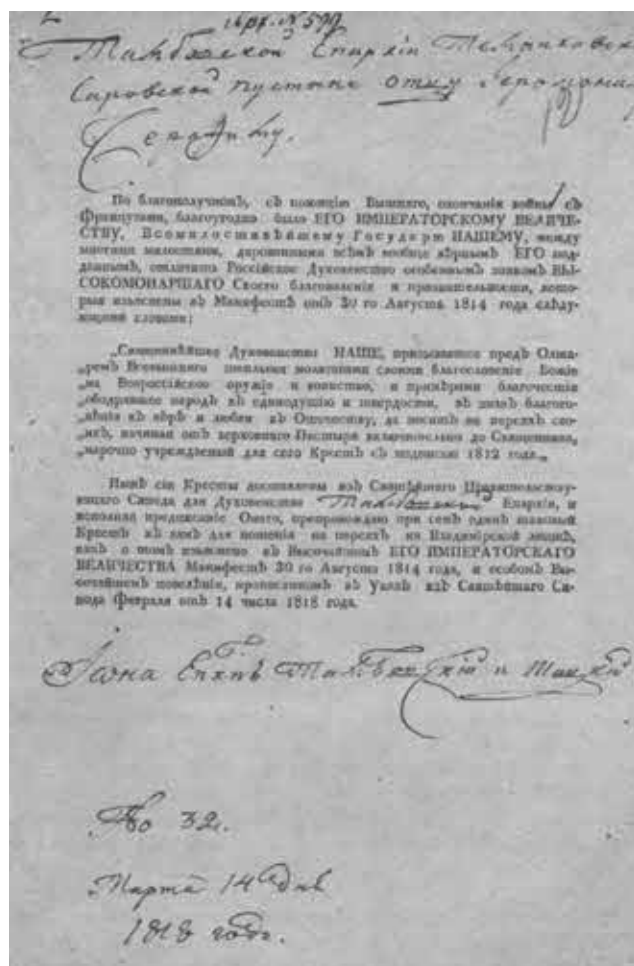 Тамбовской Епархіи Темниковской
Саровской пустыни отцу Іеромонаху
Серафиму.
По благополучномъ, съ помощію Вышняго, окончаніи войны съ
Французами, благоугодно было ЕГО ИМПЕРАТОРСКОМУ ВЕЛИЧЕ-
СТВУ, Всемилостивѣйшему Государю НАШЕМУ, между
многими милостями, дарованными всѣмъ вообще вѣрнымъ ЕГО под-
даннымъ, отличить Россійское Духовенство особеннымъ знакомъ ВЫ-
СОКОМОНАРШАГО Своего благоволенія и признательности, кото-
рыя изъяснены въ Манифестѣ отъ 30 го Августа 1814 года слѣду-
ющими словами:
„Священнѣйшее Духовенство НАШЕ, призывавшее предъ Олта-
„ремъ Всевышняго теплыми молитвами своими благословеніе Божіе
„на Всероссійское оружіе и воинство, и примѣрами благочестія
„ободрявшее народъ къ единодушію и твердости, въ знакъ благого-
„вѣнія къ вѣрѣ и любви къ Отечеству, да носитъ на персяхъ сво-
„ихъ, начиная отъ верховнаго Пастыря включительно до Священника,
„нарочно учрежденный для сего Крестъ съ надписью 1812 года.„
Нынѣ сіи Кресты доставлены изъ Святѣйшаго Правительствую-
щаго Синода для Духовенства Тамбовской Епархіи, и
исполняя предписаніе Онаго, препровождаю при семъ одинъ таковый
Крестъ къ вамъ для ношенія на персяхъ на Владимірской лентѣ,
какъ о томъ изъяснено въ Высочайшемъ ЕГО ИМПЕРАТОРСКАГО
ВЕЛИЧЕСТВА Манифестѣ 30 го Августа 1814 года, и особомъ Вы-
сочайшемъ повелѣніи, прописанномъ въ Указѣ изъ Святѣйшаго Си-
нода Февраля отъ 14 числа 1818 года.
Іѡна Епкпъ Тамбовскій и Шацкій
№ 32.
Марта 14 дня
1818 года.